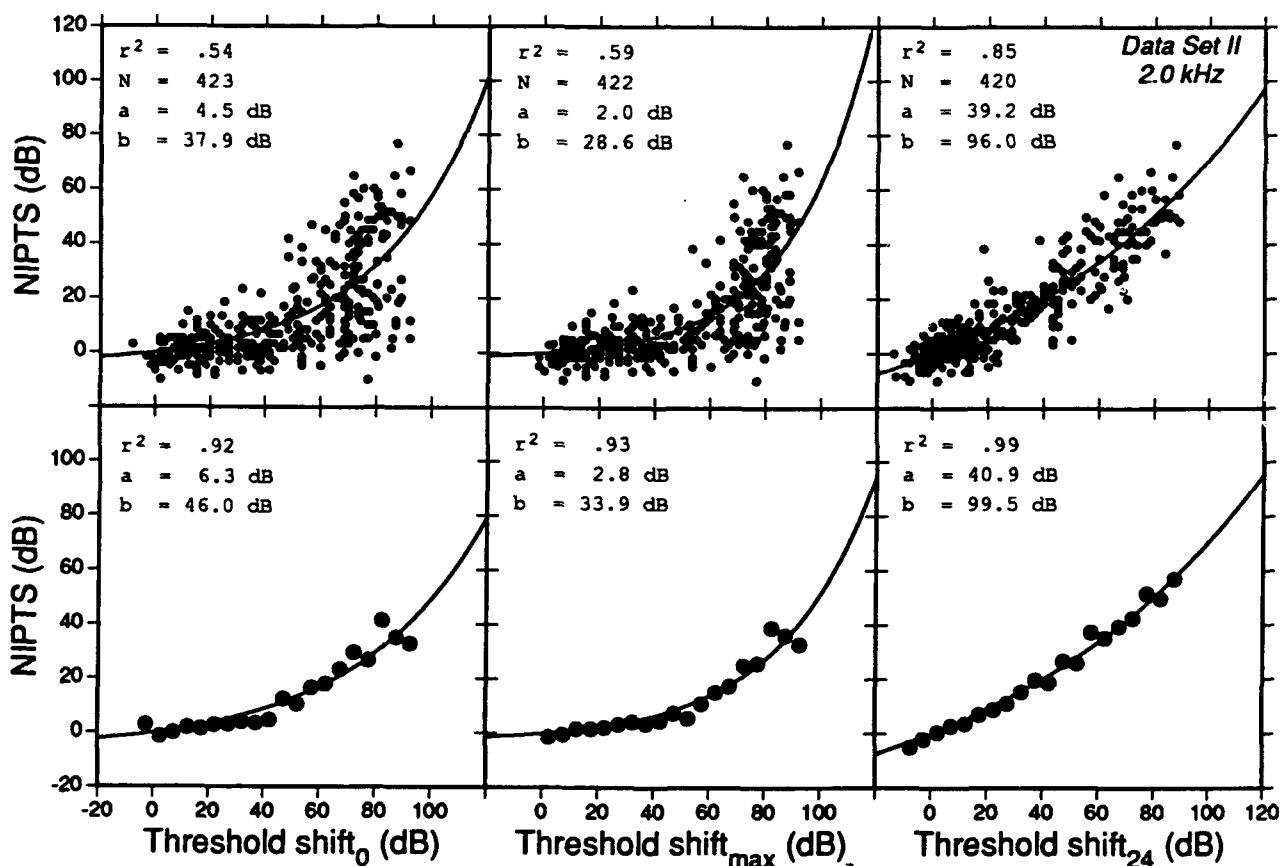 120
100
80
60
40
20
0
NIPTS (dB)
r² = .54
N = 423
a = 4.5 dB
b = 37.9 dB
r² = .59
N = 422
a = 2.0 dB
b = 28.6 dB
r² = .85
N = 420
a = 39.2 dB
b = 96.0 dB
Data Set II
2.0 kHz
100
80
60
40
20
0
-20
NIPTS (dB)
r² = .92
a = 6.3 dB
b = 46.0 dB
r² = .93
a = 2.8 dB
b = 33.9 dB
r² = .99
a = 40.9 dB
b = 99.5 dB
-20 0 20 40 60 80 100
0 20 40 60 80 100
0 20 40 60 80 100 120
Threshold shift₀ (dB)
Threshold shift_max (dB)
Threshold shift₂₄ (dB)